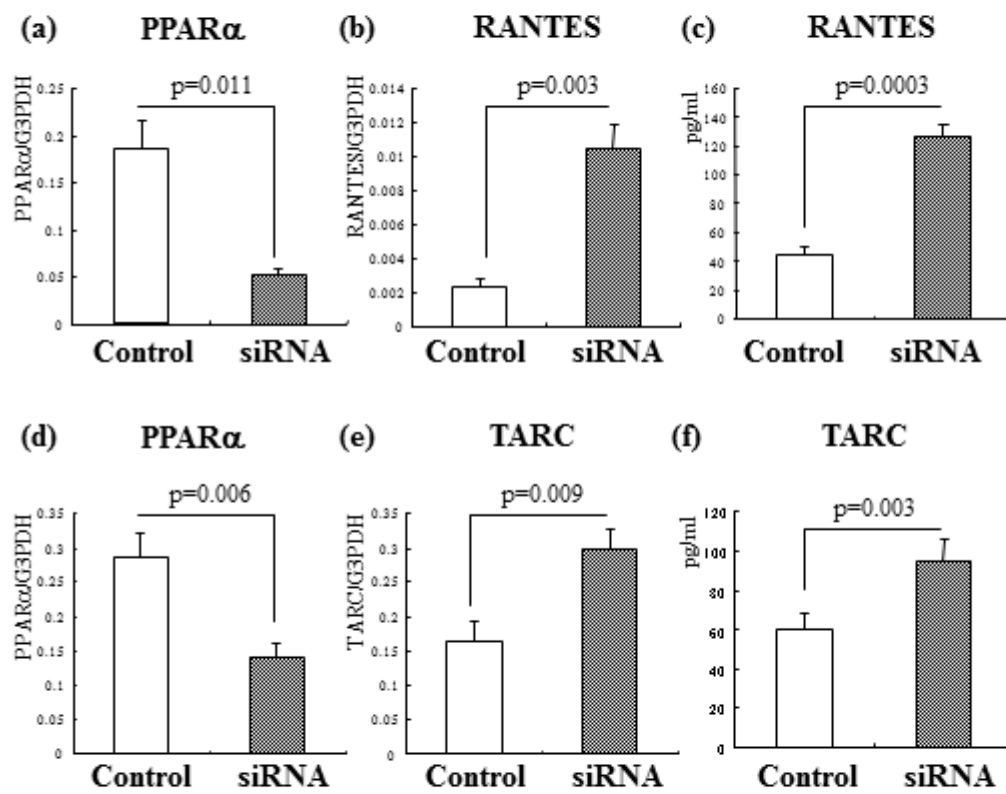 (a) PPARα
(b) RANTES
(c) RANTES
PPARα/G3PDH
0.25
0.2
0.15
0.1
0.05
0
p=0.011
Control siRNA
RANTES/G3PDH
0.014
0.012
0.01
0.008
0.006
0.004
0.002
0
p=0.003
Control siRNA
pg/ml
160
140
120
100
80
60
40
20
0
p=0.0003
Control siRNA
(d) PPARα
(e) TARC
(f) TARC
PPARα/G3PDH
0.35
0.3
0.25
0.2
0.15
0.1
0.05
0
p=0.006
Control siRNA
TARC/G3PDH
0.35
0.3
0.25
0.2
0.15
0.1
0.05
0
p=0.009
Control siRNA
pg/ml
120
100
80
60
40
20
0
p=0.003
Control siRNA